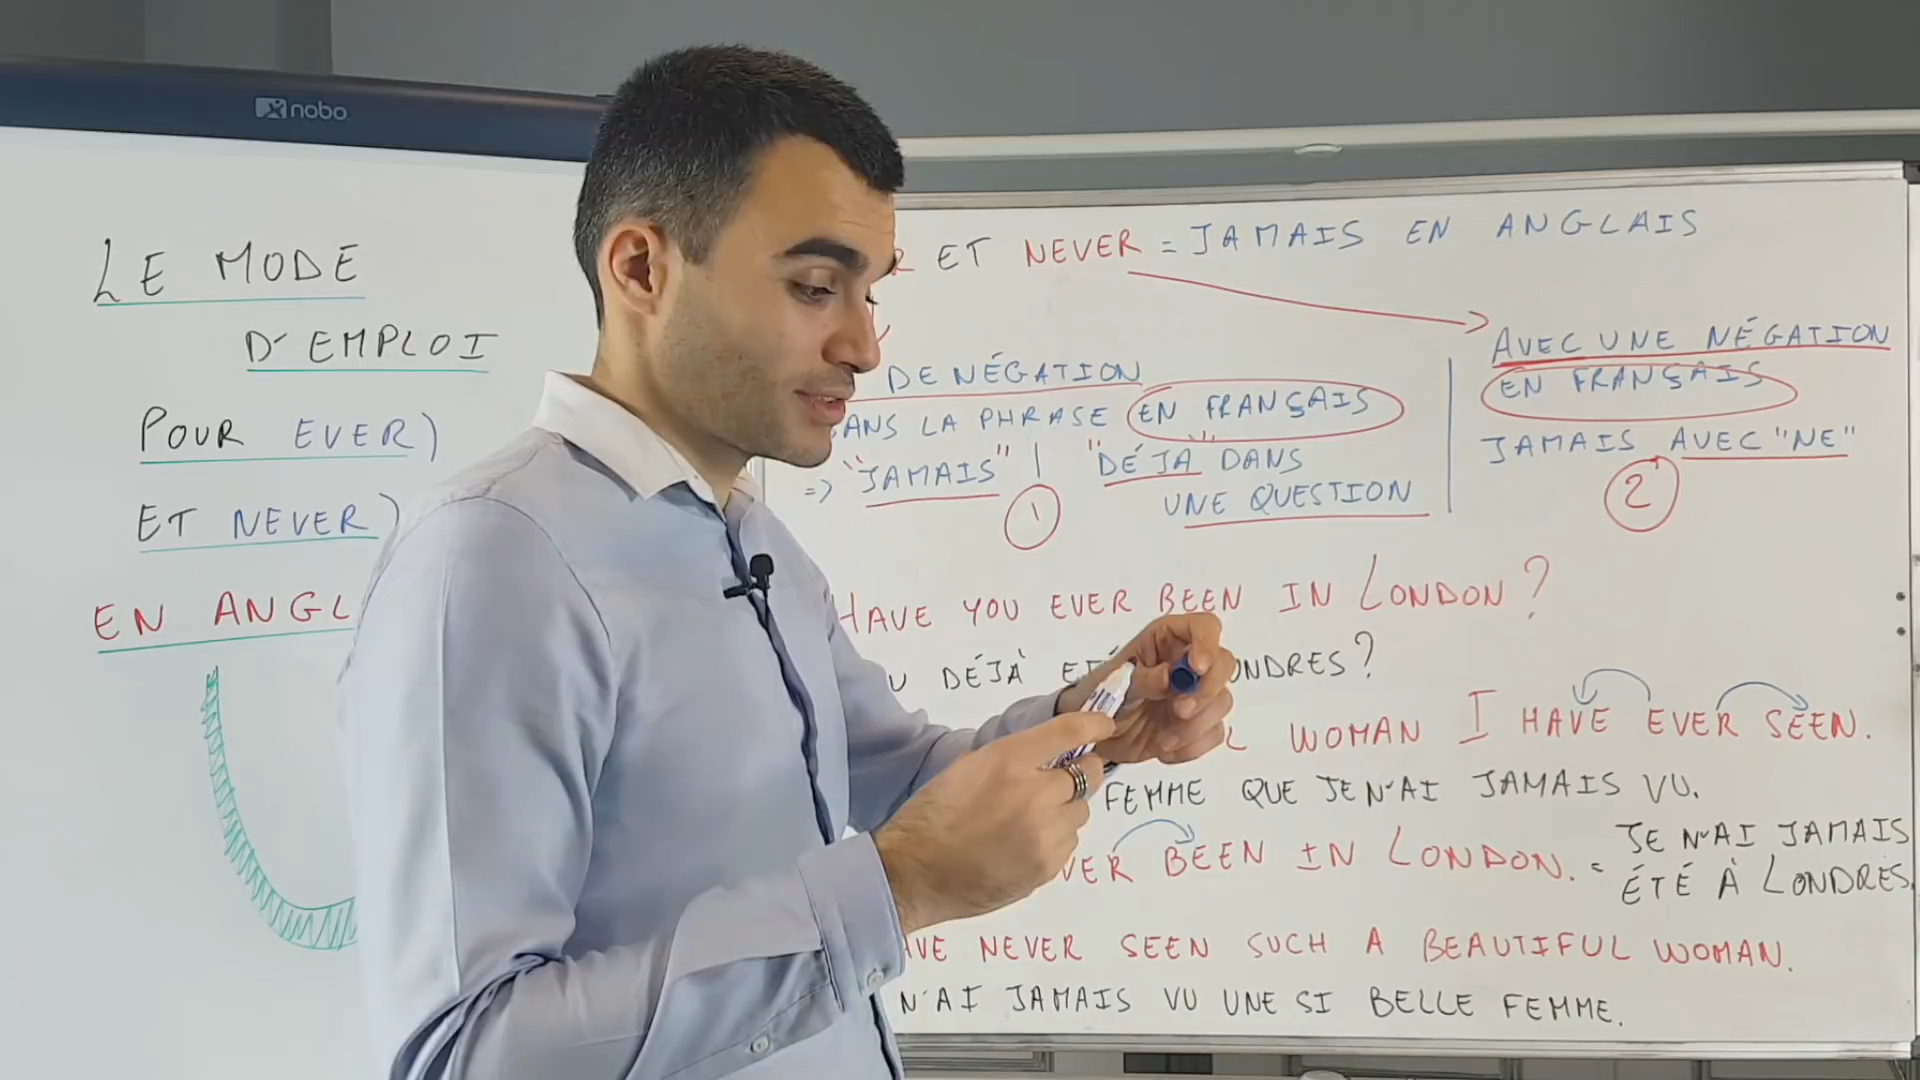 nobo
LE MODE
D'EMPLOI
POUR EVER)
ET NEVER)
EN ANGL
R ET NEVER = JAMAIS EN ANGLAIS
DE NÉGATION
ANS LA PHRASE EN FRANÇAIS
=> "JAMAIS" | "DÉJÀ" DANS
UNE QUESTION
1
AVEC UNE NÉGATION
EN FRANÇAIS
JAMAIS AVEC "NE"
2
HAVE YOU EVER BEEN IN LONDON?
U DÉJÀ ÉT ONDRES?
L WOMAN I HAVE EVER SEEN.
FEMME QUE JE N'AI JAMAIS VU.
VER BEEN IN LONDON. = JE N'AI JAMAIS
ÉTÉ À LONDRES.
AVE NEVER SEEN SUCH A BEAUTIFUL WOMAN.
N'AI JAMAIS VU UNE SI BELLE FEMME.